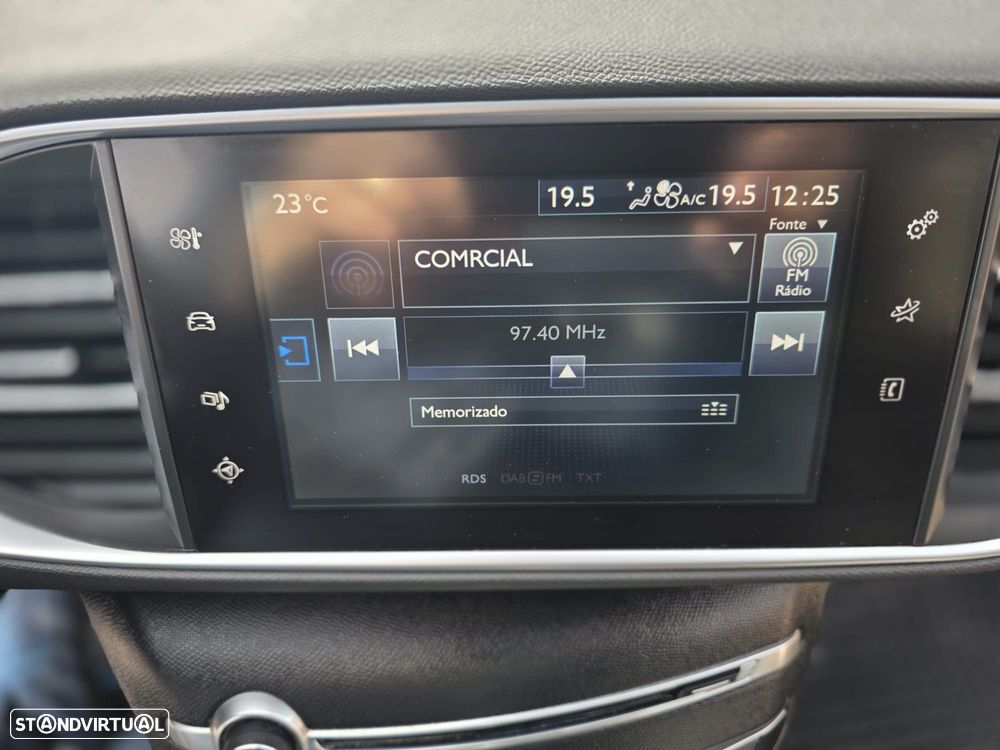 23°C
19.5
A/C 19.5
12:25
Fonte
COMRCIAL
FM
Rádio
97.40 MHz
Memorizado
RDS DAB FM TXT
STANDVIRTUAL